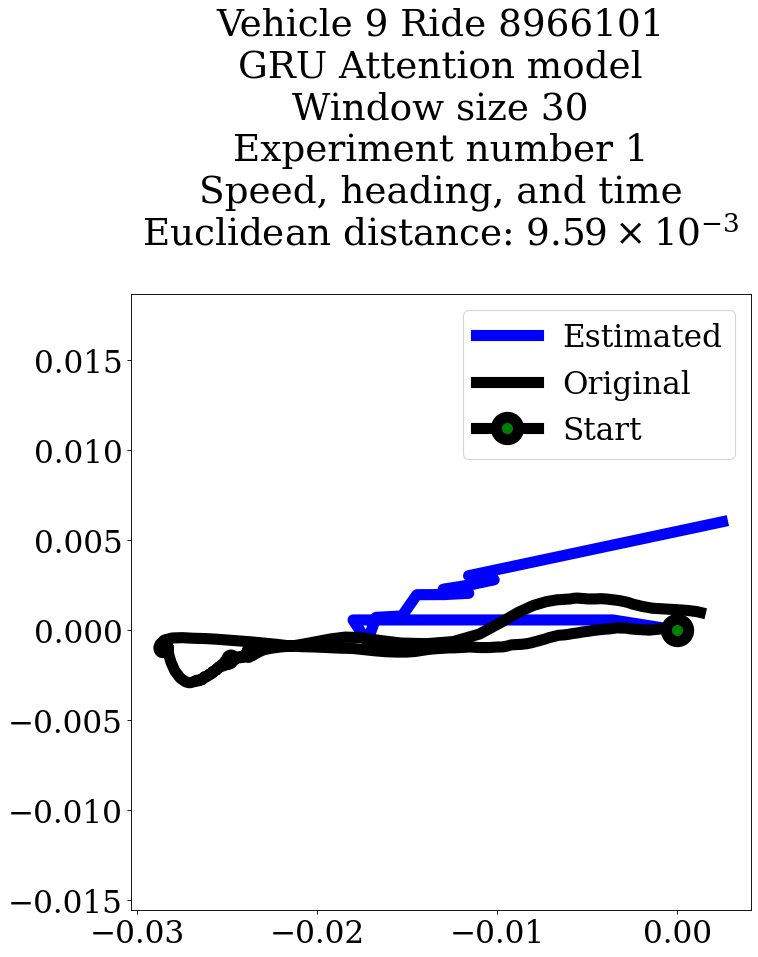 Vehicle 9 Ride 8966101
GRU Attention model
Window size 30
Experiment number 1
Speed, heading, and time
Euclidean distance: 9.59 × 10⁻³
Estimated
Original
Start
0.015
0.010
0.005
0.000
−0.005
−0.010
−0.015
−0.03 −0.02 −0.01 0.00